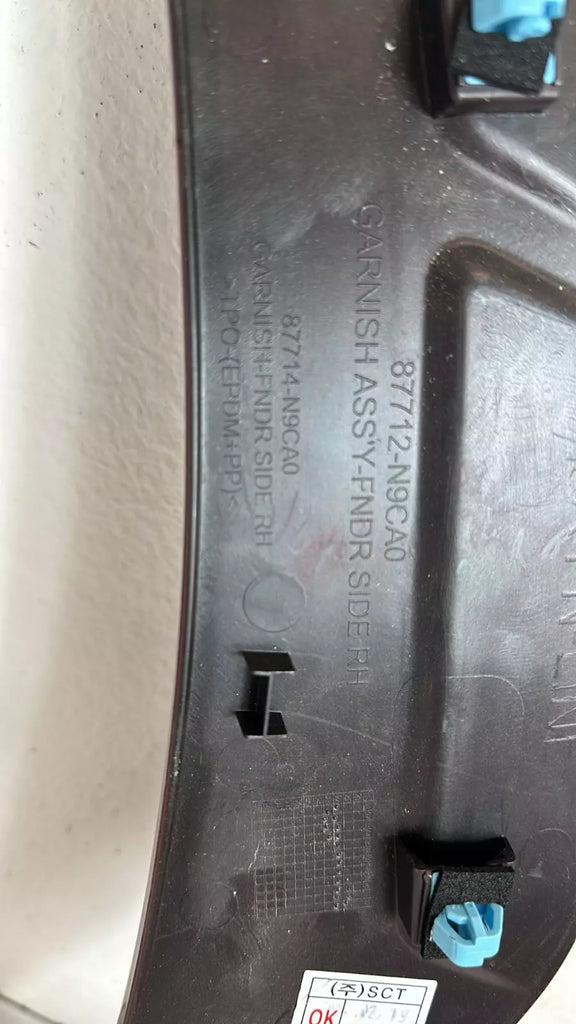 87712-N9CA0
GARNISH ASS'Y-FNDR SIDE RH
87714-N9CA0
GARNISH-FNDR SIDE RH
>TPO-(EPDM+PP)<
(주)SCT
OK